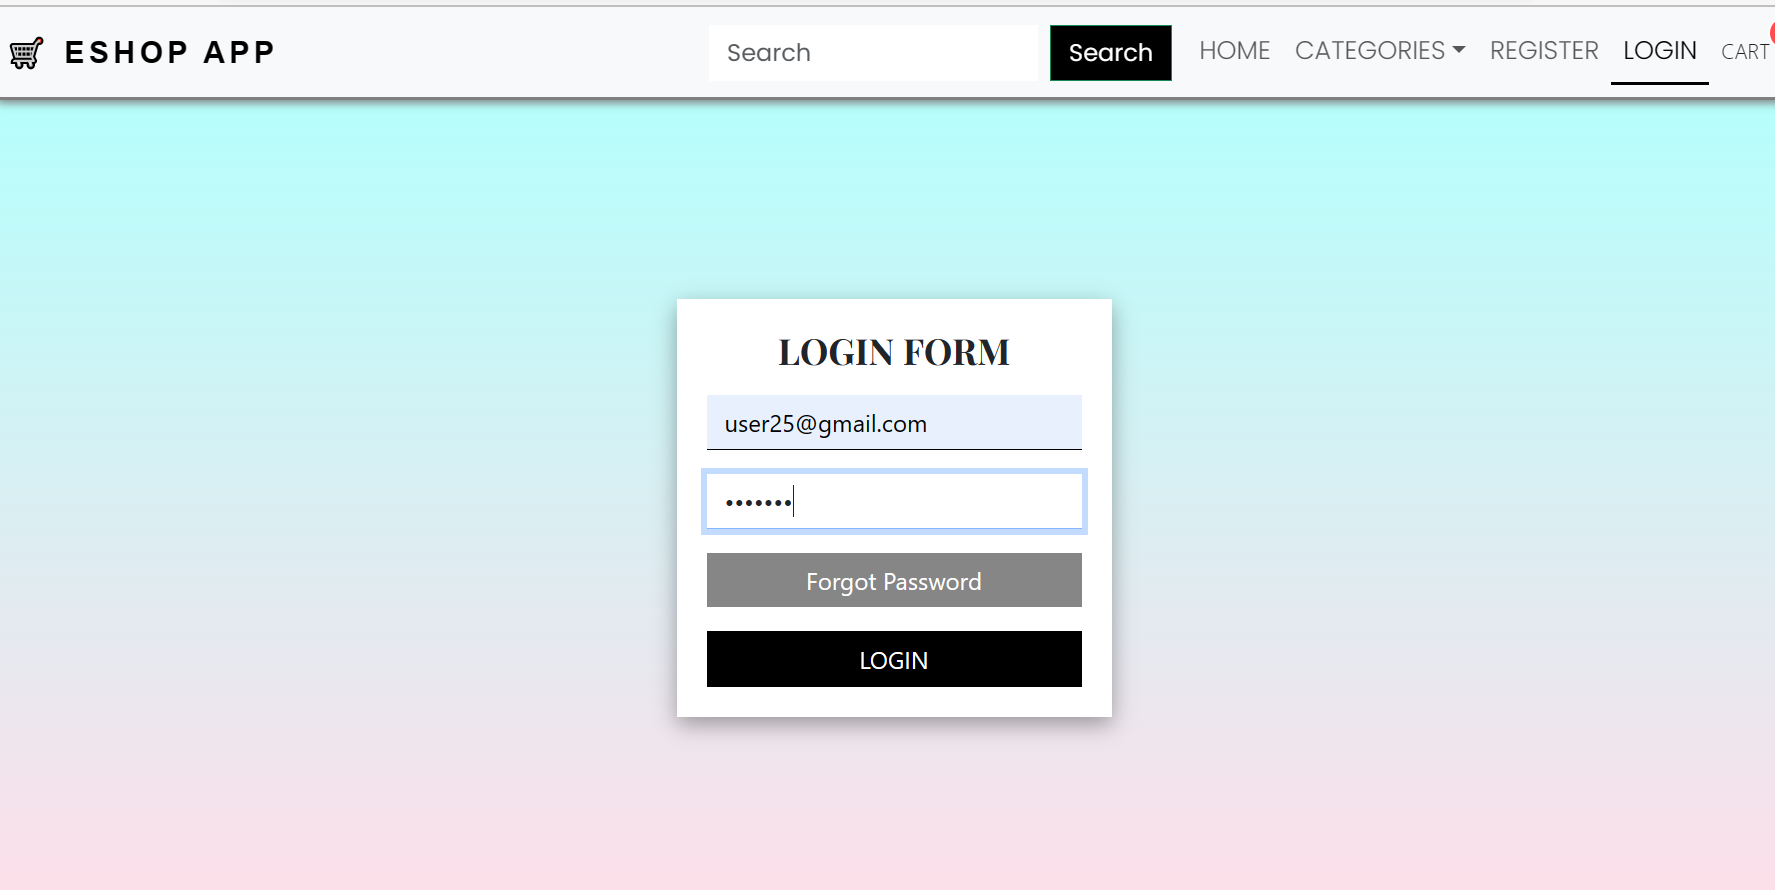 ESHOP APP
Search
Search
HOME
CATEGORIES
REGISTER
LOGIN
CART
LOGIN FORM
user25@gmail.com
•••••••
Forgot Password
LOGIN